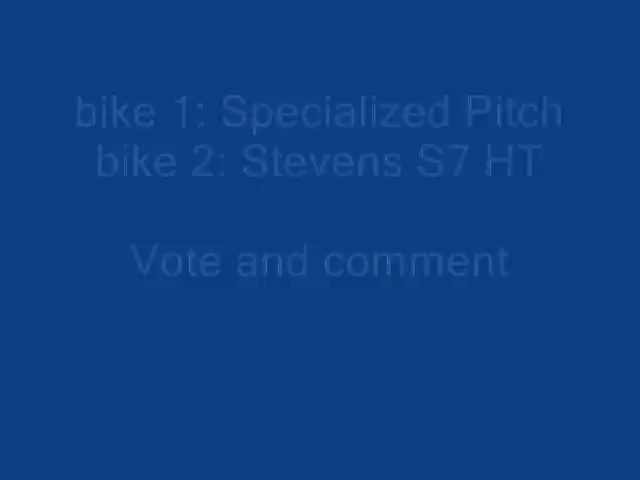 bike 1: Specialized Pitch
bike 2: Stevens S7 HT
Vote and comment